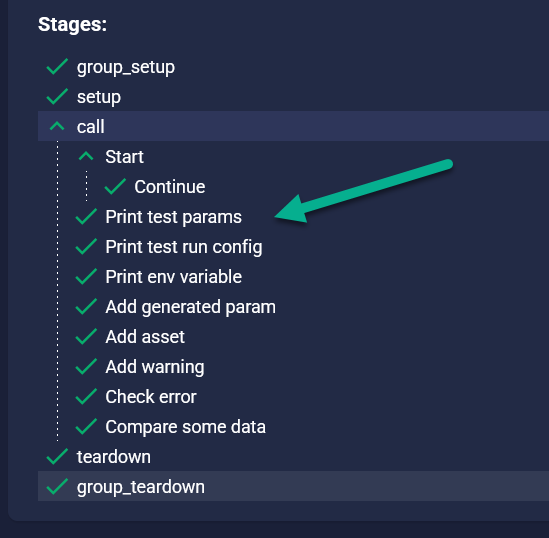 Stages:
group_setup
setup
call
Start
Continue
Print test params
Print test run config
Print env variable
Add generated param
Add asset
Add warning
Check error
Compare some data
teardown
group_teardown